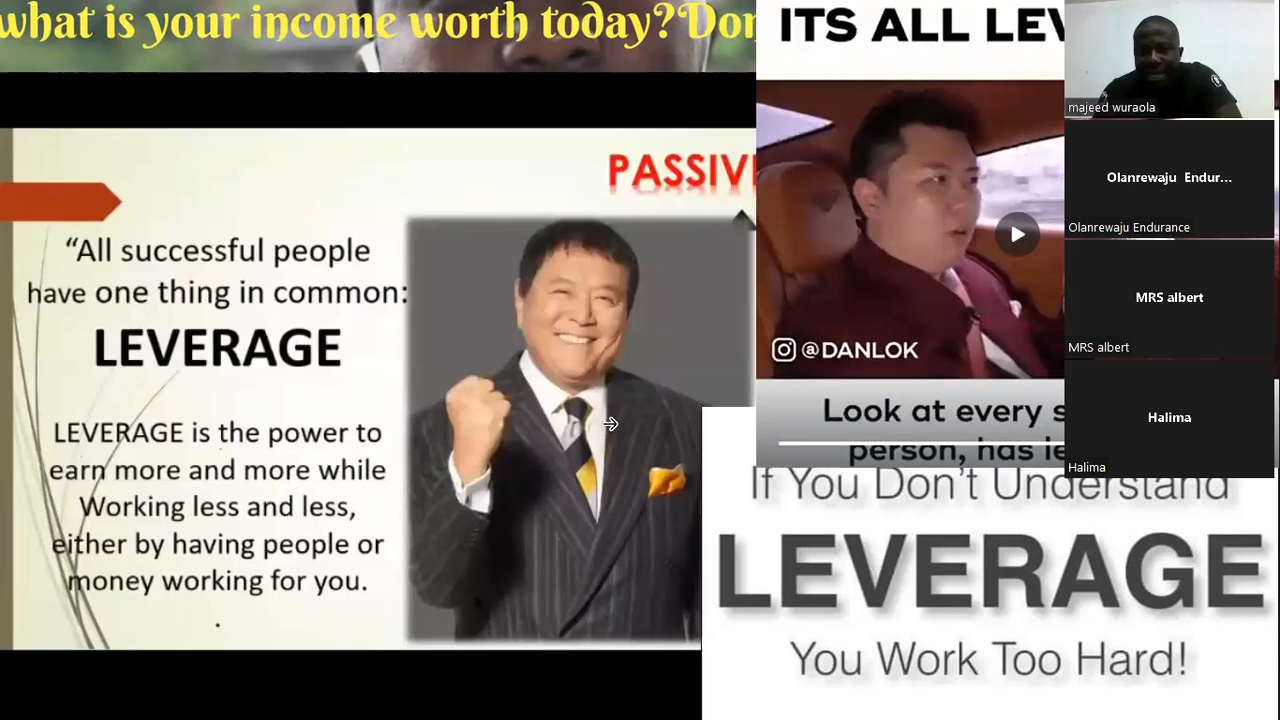 what is your income worth today? Don
PASSIV
“All successful people
have one thing in common:
LEVERAGE
LEVERAGE is the power to
earn more and more while
Working less and less,
either by having people or
money working for you.
.
ITS ALL LEV
@DANLOK
Look at every s
person, has le
If You Don't Understand
LEVERAGE
You Work Too Hard!
majeed wuraola
Olanrewaju Endur...
Olanrewaju Endurance
MRS albert
MRS albert
Halima
Halima